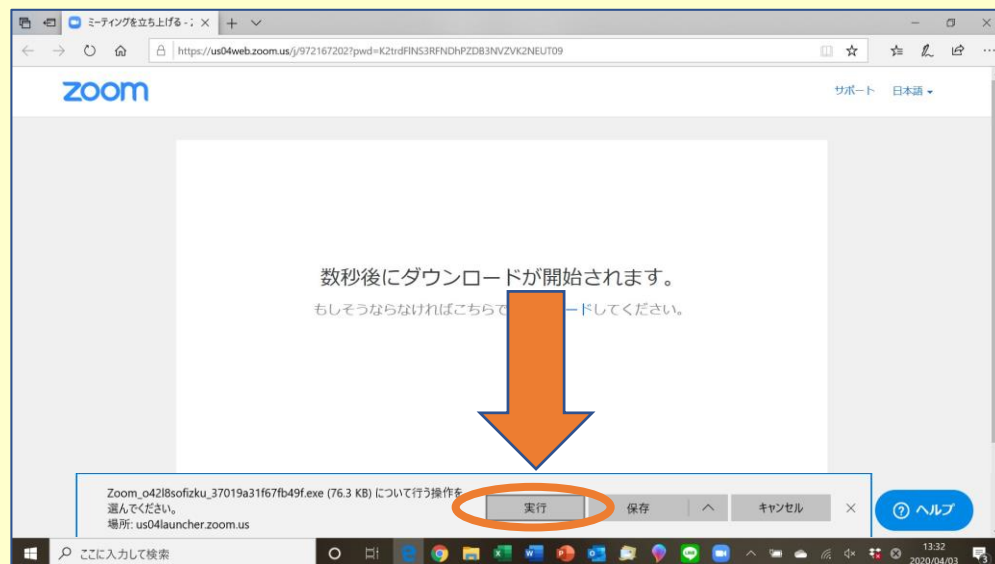 ミーティングを立ち上げる -
https://us04web.zoom.us/j/972167202?pwd=K2trdFlNS3RFNDhPZDB3NVZVK2NEUT09
zoom
サポート 日本語
数秒後にダウンロードが開始されます。
もしそうならなければこちらで ードしてください。
Zoom_o42l8sofizku_37019a31f67fb49f.exe (76.3 KB) について行う操作を
選んでください。
場所: us04launcher.zoom.us
実行 保存 キャンセル
ヘルプ
ここに入力して検索
13:32
2020/04/03